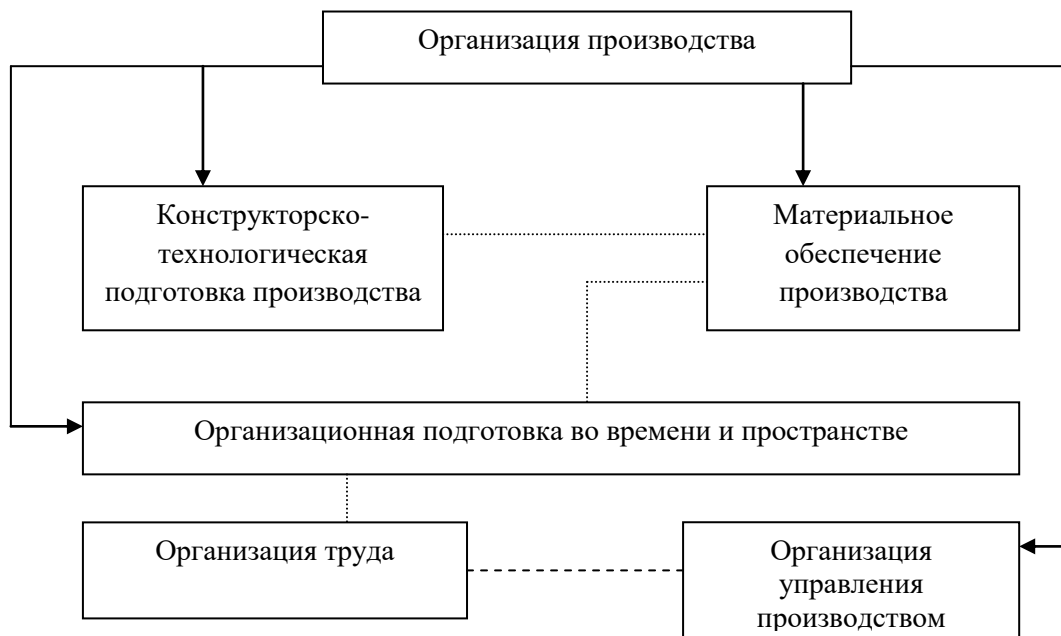 Организация производства
Конструкторско-
технологическая
подготовка производства
Материальное
обеспечение
производства
Организационная подготовка во времени и пространстве
Организация труда
Организация
управления
производством